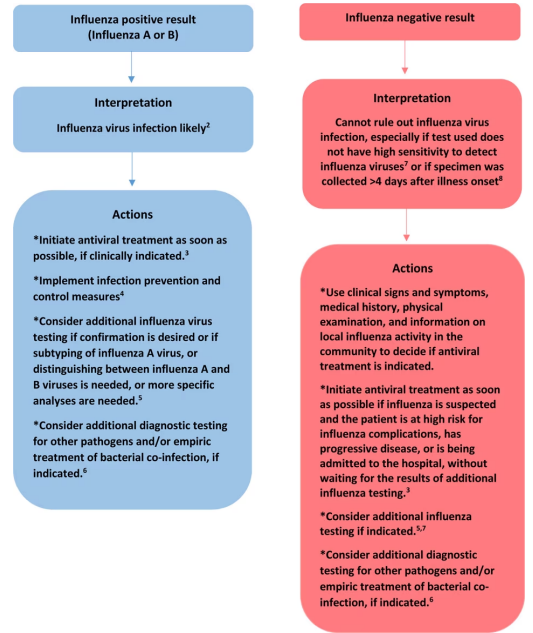 Influenza positive result
(Influenza A or B)
Interpretation
Influenza virus infection likely²
Actions
*Initiate antiviral treatment as soon as
possible, if clinically indicated.³
*Implement infection prevention and
control measures⁴
*Consider additional influenza virus
testing if confirmation is desired or if
subtyping of influenza A virus, or
distinguishing between influenza A and
B viruses is needed, or more specific
analyses are needed.⁵
*Consider additional diagnostic testing
for other pathogens and/or empiric
treatment of bacterial co-infection, if
indicated.⁶
Influenza negative result
Interpretation
Cannot rule out influenza virus
infection, especially if test used does
not have high sensitivity to detect
influenza viruses⁷ or if specimen was
collected >4 days after illness onset⁸
Actions
*Use clinical signs and symptoms,
medical history, physical
examination, and information on
local influenza activity in the
community to decide if antiviral
treatment is indicated.
*Initiate antiviral treatment as soon
as possible if influenza is suspected
and the patient is at high risk for
influenza complications, has
progressive disease, or is being
admitted to the hospital, without
waiting for the results of additional
influenza testing.³
*Consider additional influenza
testing if indicated.⁵,⁷
*Consider additional diagnostic
testing for other pathogens and/or
empiric treatment of bacterial co-
infection, if indicated.⁶